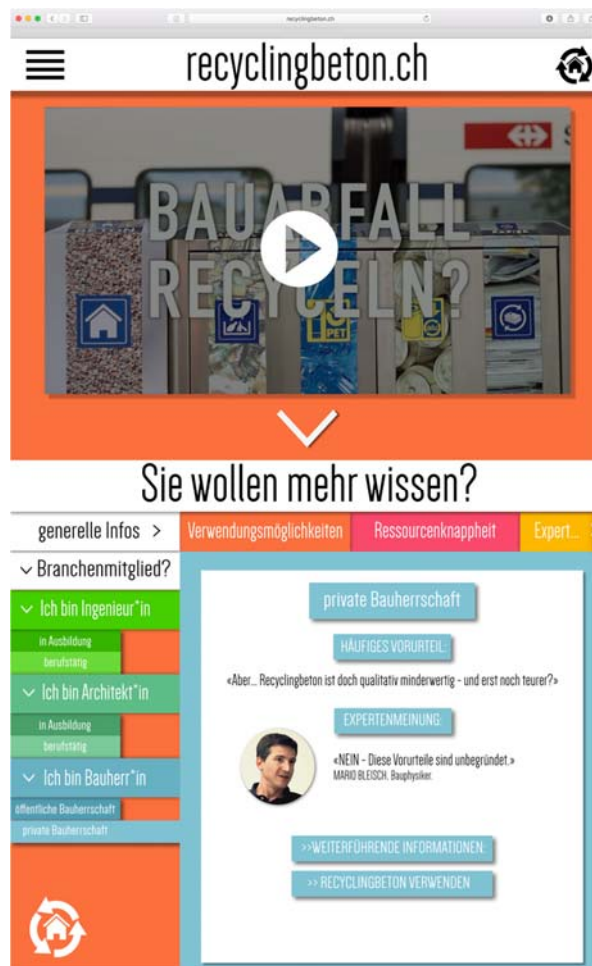 recyclingbeton.ch
recyclingbeton.ch
BAUABFALL
RECYCELN?
PET
Sie wollen mehr wissen?
generelle Infos >
Verwendungsmöglichkeiten
Ressourcenknappheit
Expert...
Branchenmitglied?
Ich bin Ingenieur*in
in Ausbildung
berufstätig
Ich bin Architekt*in
in Ausbildung
berufstätig
Ich bin Bauherr*in
öffentliche Bauherrschaft
private Bauherrschaft
private Bauherrschaft
HÄUFIGES VORURTEIL:
«Aber... Recyclingbeton ist doch qualitativ minderwertig - und erst noch teurer?»
EXPERTENMEINUNG:
«NEIN - Diese Vorurteile sind unbegründet.»
MARIO BLEISCH, Bauphysiker.
>>WEITERFÜHRENDE INFORMATIONEN:
>> RECYCLINGBETON VERWENDEN